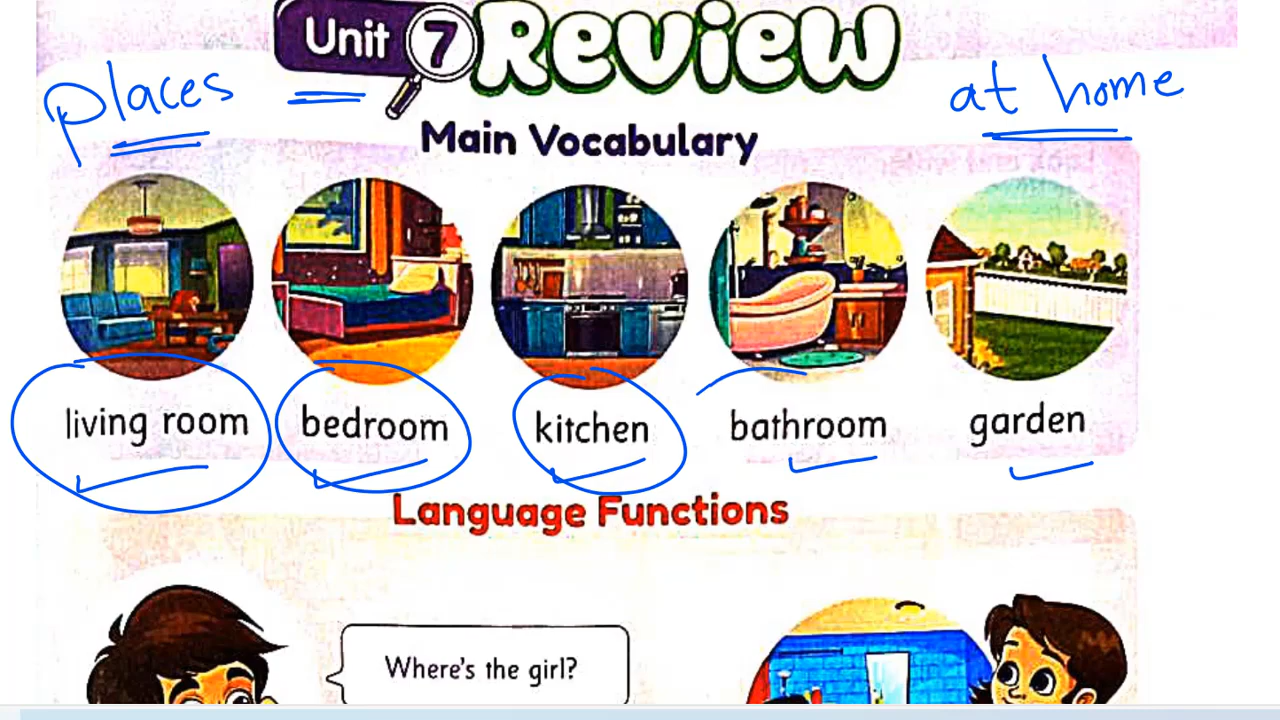 Unit 7 Review
places at home
Main Vocabulary
living room bedroom kitchen bathroom garden
Language Functions
Where's the girl?